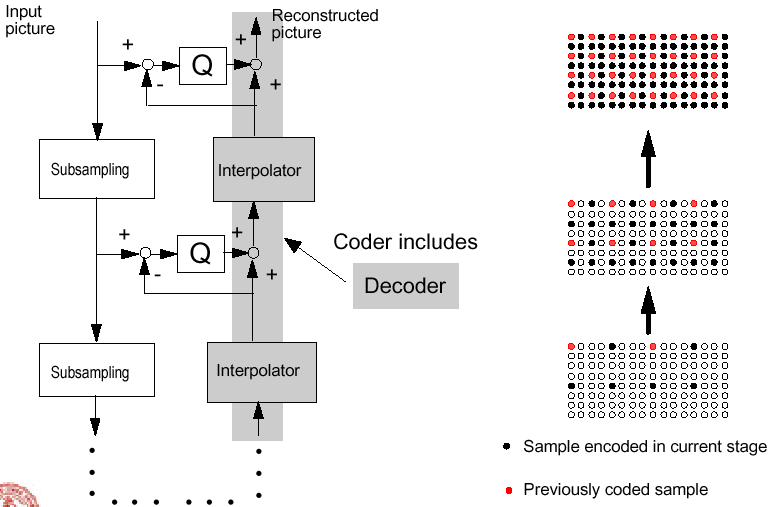 Input
picture
Reconstructed
picture
+
+
Q
-
+
Subsampling
Interpolator
+
+
Q
-
+
Coder includes
Decoder
Subsampling
Interpolator
Sample encoded in current stage
Previously coded sample